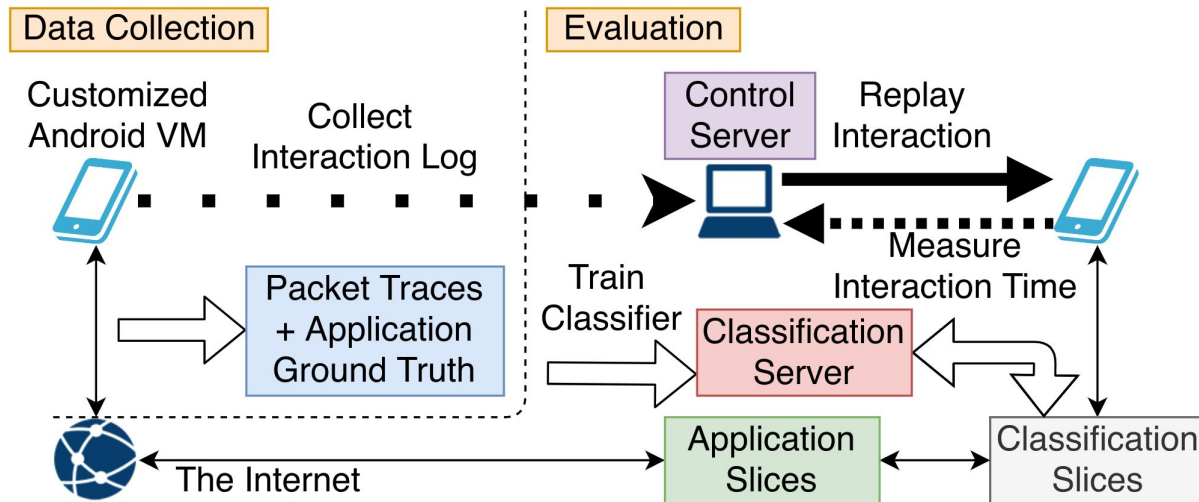 Data Collection
Evaluation
Customized
Android VM
Collect
Interaction Log
Control
Server
Replay
Interaction
Measure
Interaction Time
Packet Traces
+ Application
Ground Truth
Train
Classifier
Classification
Server
The Internet
Application
Slices
Classification
Slices